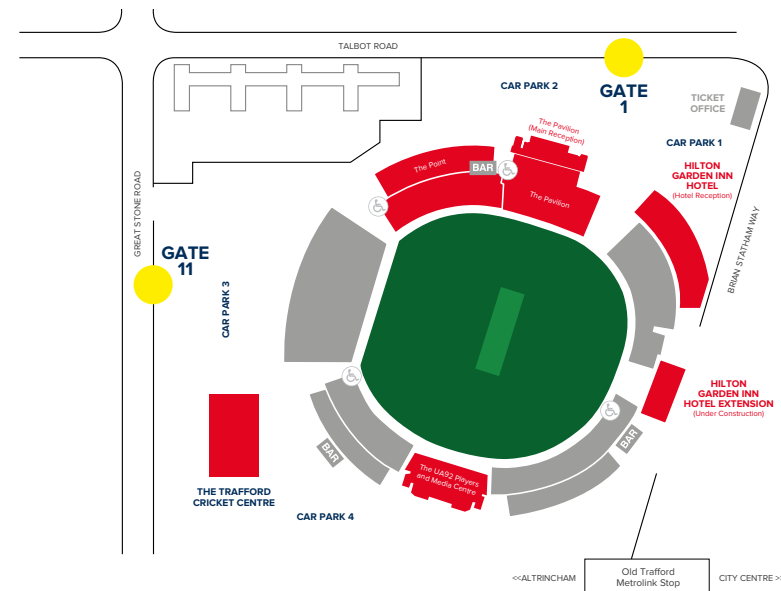 TALBOT ROAD
CAR PARK 2
GATE
1
TICKET
OFFICE
CAR PARK 1
The Pavilion
(Main Reception)
The Point
BAR
The Pavilion
HILTON
GARDEN INN
HOTEL
(Hotel Reception)
GREAT STONE ROAD
BRIAN STATHAM WAY
GATE
11
CAR PARK 3
HILTON
GARDEN INN
HOTEL EXTENSION
(Under Construction)
BAR
BAR
The UA92 Players
and Media Centre
THE TRAFFORD
CRICKET CENTRE
CAR PARK 4
<<ALTRINCHAM
Old Trafford
Metrolink Stop
CITY CENTRE >>